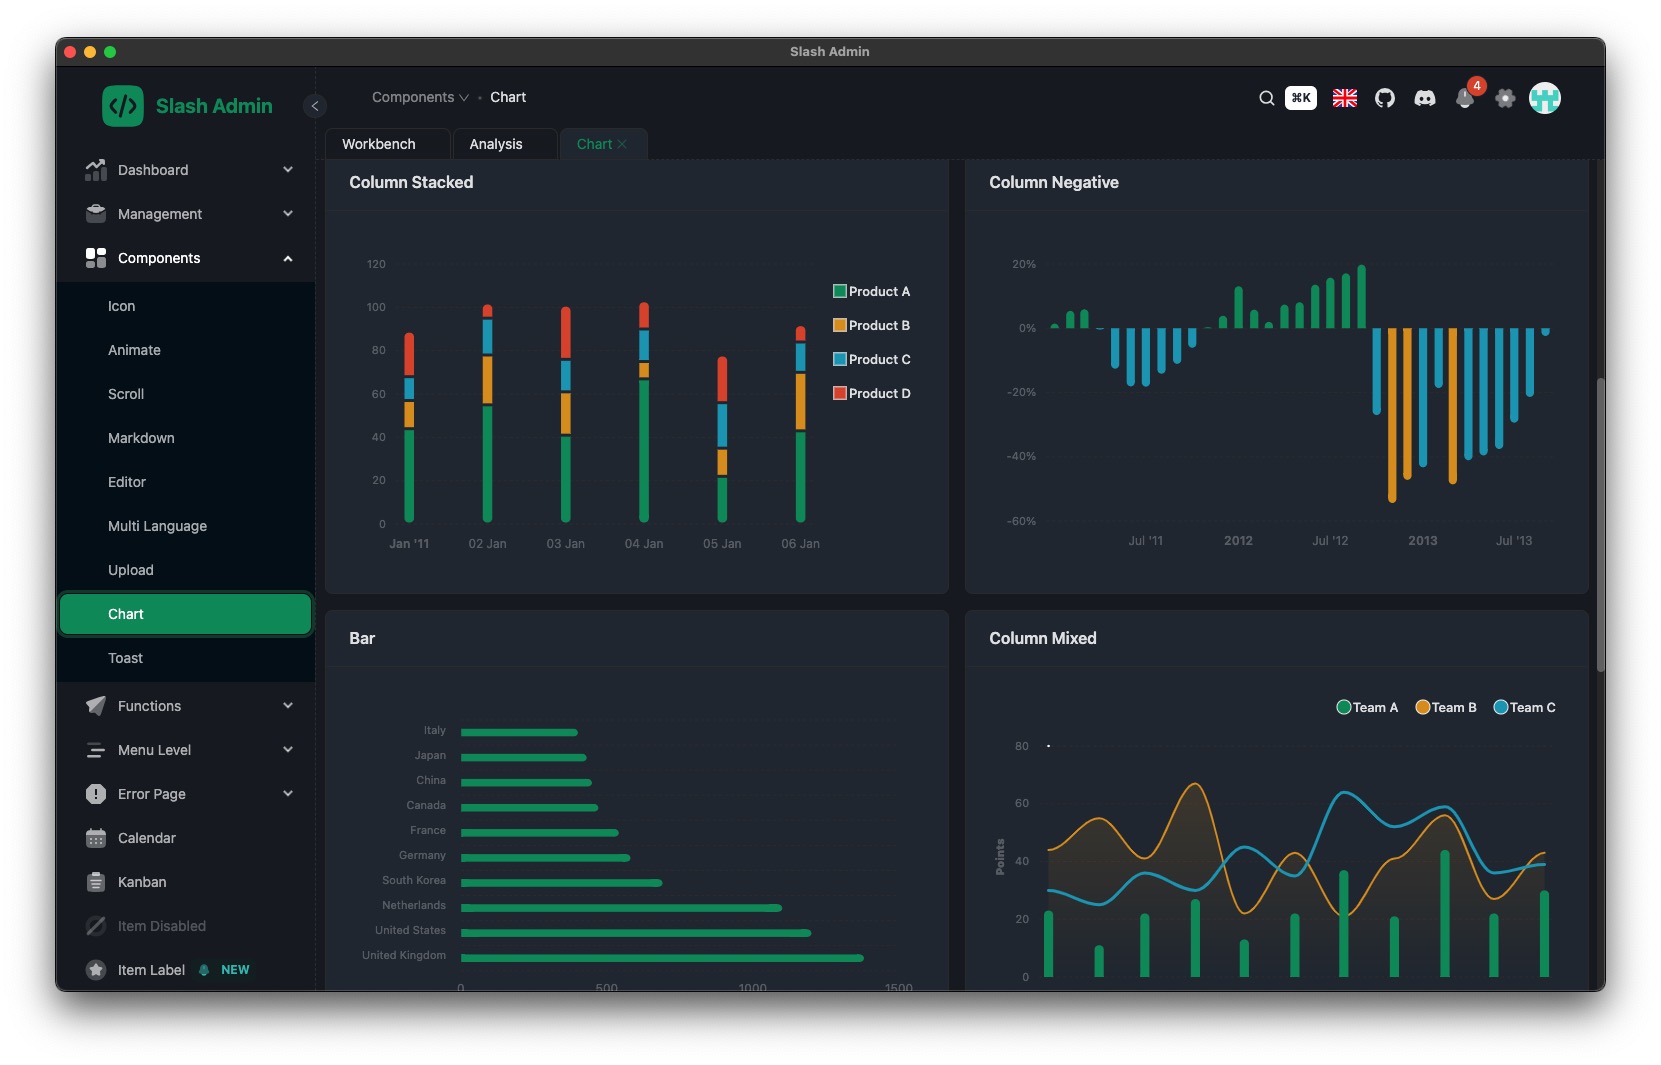 Slash Admin
Slash Admin
Components • Chart
⌘K
4
Workbench
Analysis
Chart
Dashboard
Management
Components
Icon
Animate
Scroll
Markdown
Editor
Multi Language
Upload
Chart
Toast
Functions
Menu Level
Error Page
Calendar
Kanban
Item Disabled
Item Label NEW
Column Stacked
120
100
80
60
40
20
0
Jan '11 02 Jan 03 Jan 04 Jan 05 Jan 06 Jan
Product A
Product B
Product C
Product D
Column Negative
20%
0%
-20%
-40%
-60%
Jul '11 2012 Jul '12 2013 Jul '13
Bar
Italy
Japan
China
Canada
France
Germany
South Korea
Netherlands
United States
United Kingdom
0 500 1000 1500
Column Mixed
Team A Team B Team C
Points
80
60
40
20
0